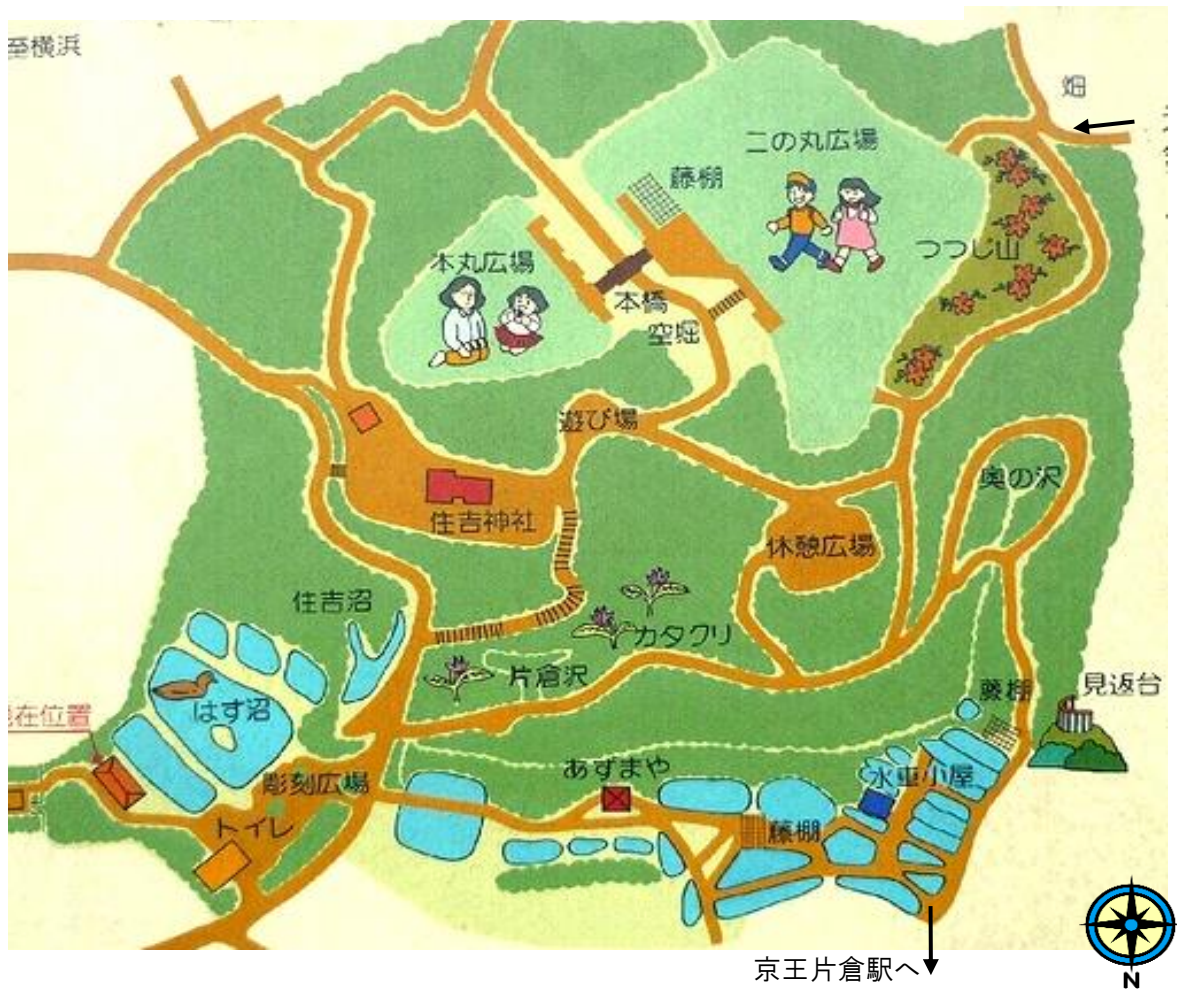 至横浜
畑
二の丸広場
藤棚
つつじ山
本丸広場
本橋
空堀
遊び場
奥の沢
住吉神社
休憩広場
住吉沼
カタクリ
片倉沢
藤棚
見返台
はす沼
在位置
あずまや
水車小屋
彫刻広場
トイレ
藤棚
京王片倉駅へ
N